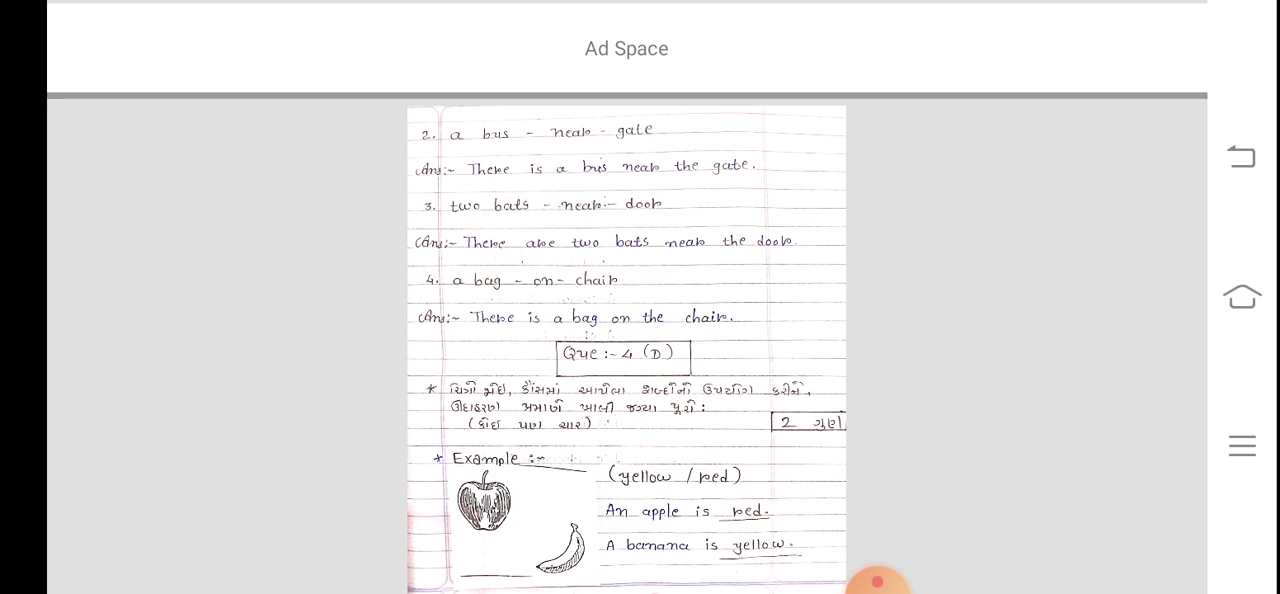 Ad Space
2. a bus - near - gate
Ans:- There is a bus near the gate.
3. two bats - near - door
Ans:- There are two bats near the door.
4. a bag - on - chair
Ans:- There is a bag on the chair.
Que :- 4 (D)
* ચિત્રો જોઈ, કૌંસમાં આપેલા શબ્દોનો ઉપયોગ કરીને,
ઉદાહરણ પ્રમાણે ખાલી જગ્યા પૂરો :
(કોઈ પણ ચાર)
2 ગુણ
* Example :-
(yellow / red)
An apple is red.
A banana is yellow.